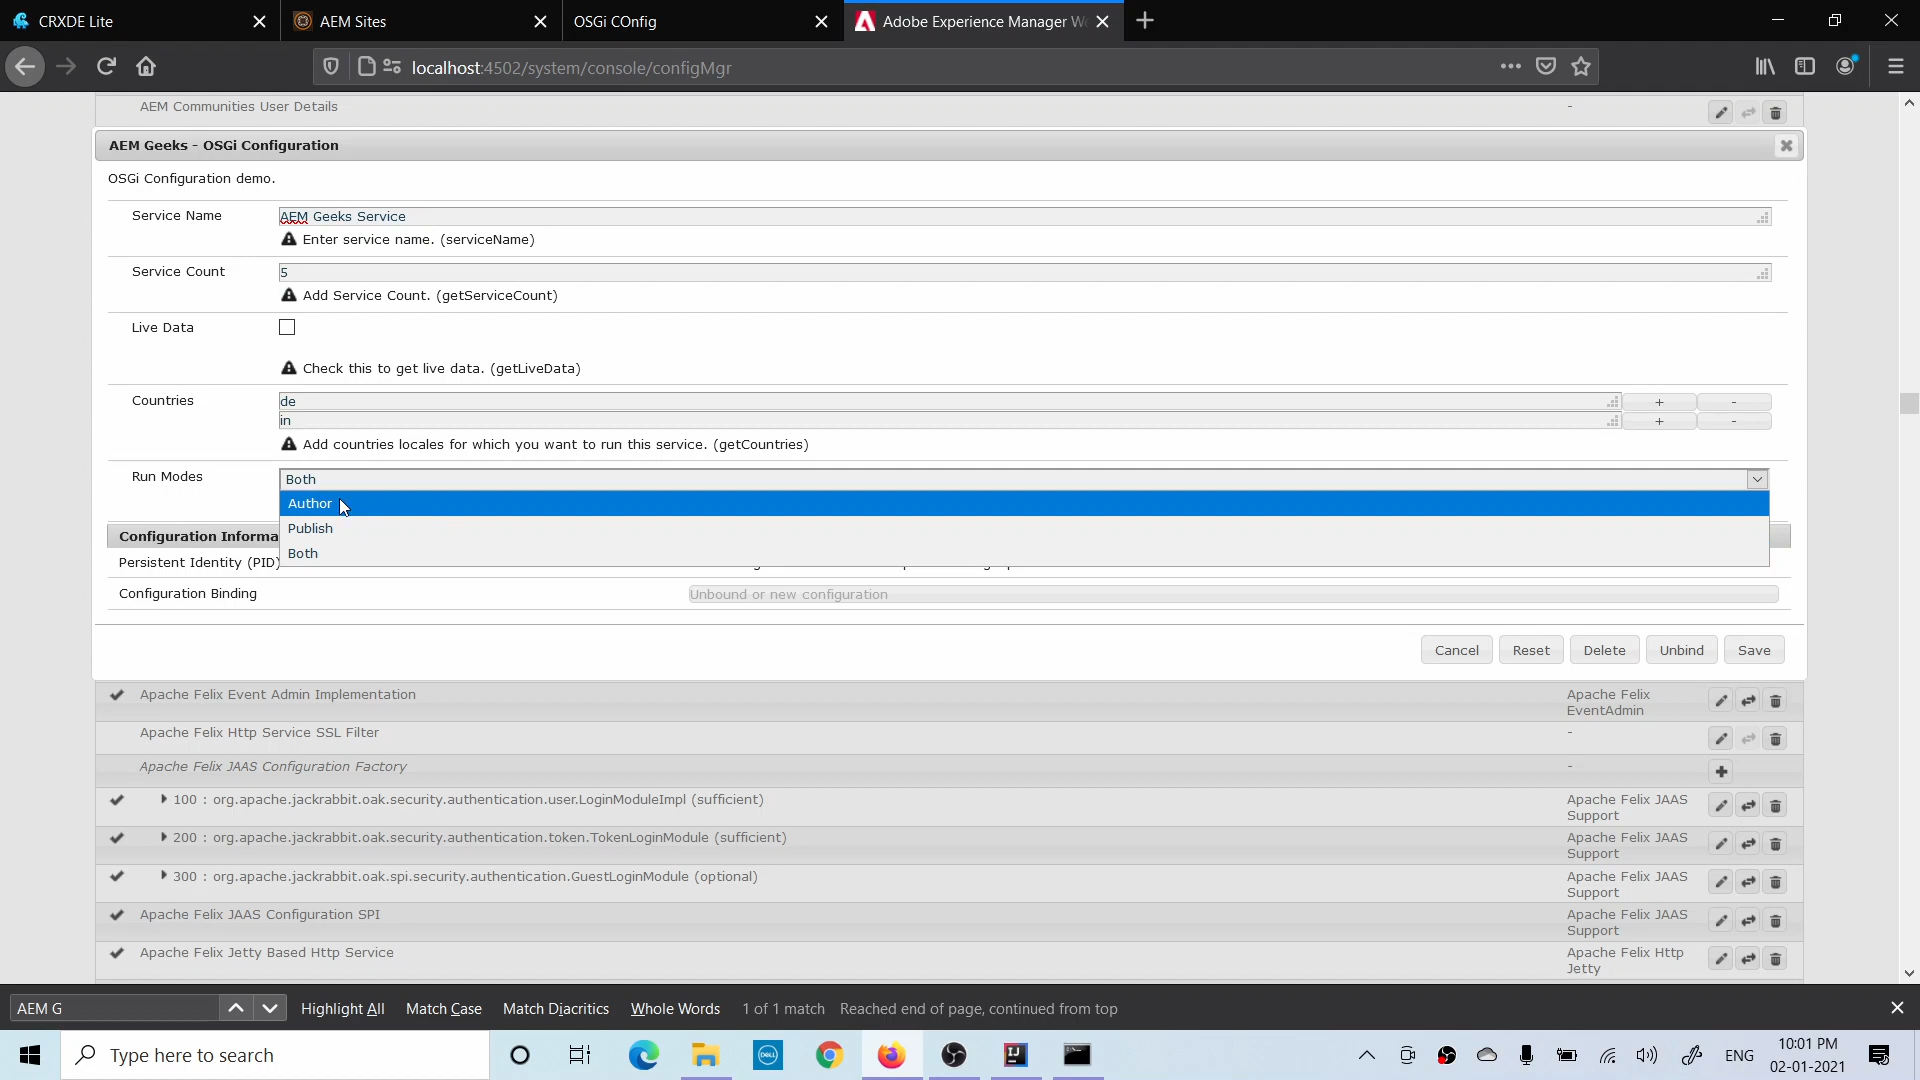 CRXDE Lite
AEM Sites
OSGi COnfig
Adobe Experience Manager W
localhost:4502/system/console/configMgr
AEM Communities User Details
-
AEM Geeks - OSGi Configuration
OSGi Configuration demo.
Service Name
AEM Geeks Service
Enter service name. (serviceName)
Service Count
5
Add Service Count. (getServiceCount)
Live Data
Check this to get live data. (getLiveData)
Countries
de
+
-
in
+
-
Add countries locales for which you want to run this service. (getCountries)
Run Modes
Both
Author
Publish
Both
Configuration Informa
Persistent Identity (PID)
Configuration Binding
Unbound or new configuration
Cancel
Reset
Delete
Unbind
Save
Apache Felix Event Admin Implementation
Apache Felix
EventAdmin
Apache Felix Http Service SSL Filter
-
Apache Felix JAAS Configuration Factory
-
100 : org.apache.jackrabbit.oak.security.authentication.user.LoginModuleImpl (sufficient)
Apache Felix JAAS
Support
200 : org.apache.jackrabbit.oak.security.authentication.token.TokenLoginModule (sufficient)
Apache Felix JAAS
Support
300 : org.apache.jackrabbit.oak.spi.security.authentication.GuestLoginModule (optional)
Apache Felix JAAS
Support
Apache Felix JAAS Configuration SPI
Apache Felix JAAS
Support
Apache Felix Jetty Based Http Service
Apache Felix Http
Jetty
AEM G
Highlight All
Match Case
Match Diacritics
Whole Words
1 of 1 match
Reached end of page, continued from top
Type here to search
DELL
IJ
ENG
10:01 PM
02-01-2021